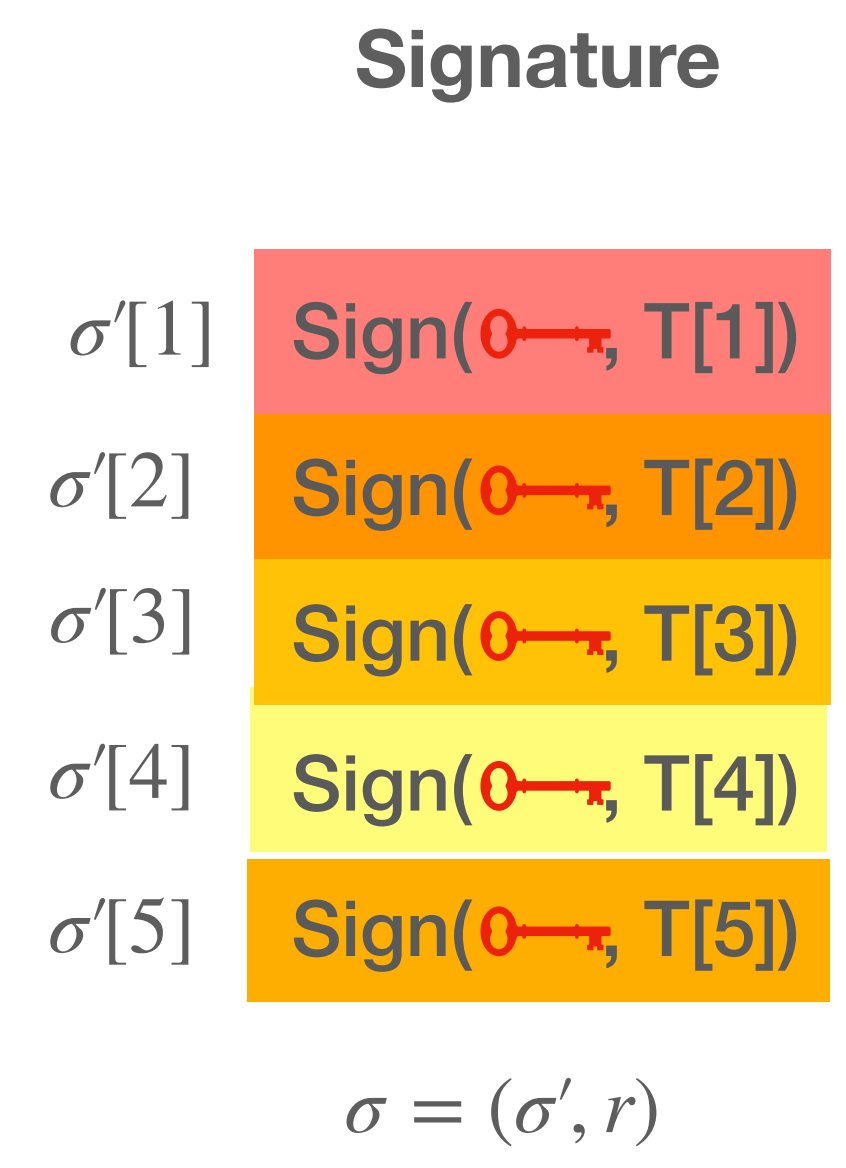 Signature
σ′[1] Sign( , T[1])
σ′[2] Sign( , T[2])
σ′[3] Sign( , T[3])
σ′[4] Sign( , T[4])
σ′[5] Sign( , T[5])
σ = (σ′, r)